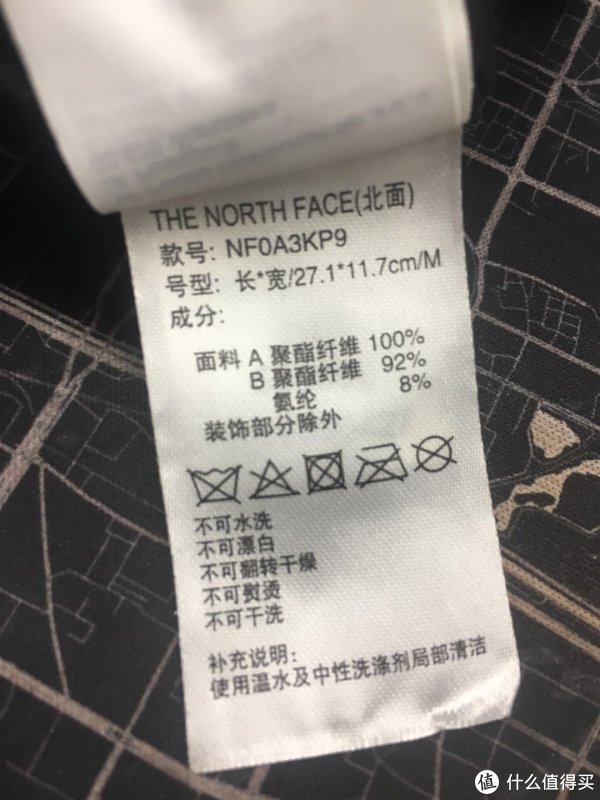 THE NORTH FACE(北面)
款号: NF0A3KP9
号型: 长*宽/27.1*11.7cm/M
成分:
面料 A 聚酯纤维 100%
B 聚酯纤维 92%
氨纶 8%
装饰部分除外
不可水洗
不可漂白
不可翻转干燥
不可熨烫
不可干洗
补充说明:
使用温水及中性洗涤剂局部清洁
值 什么值得买